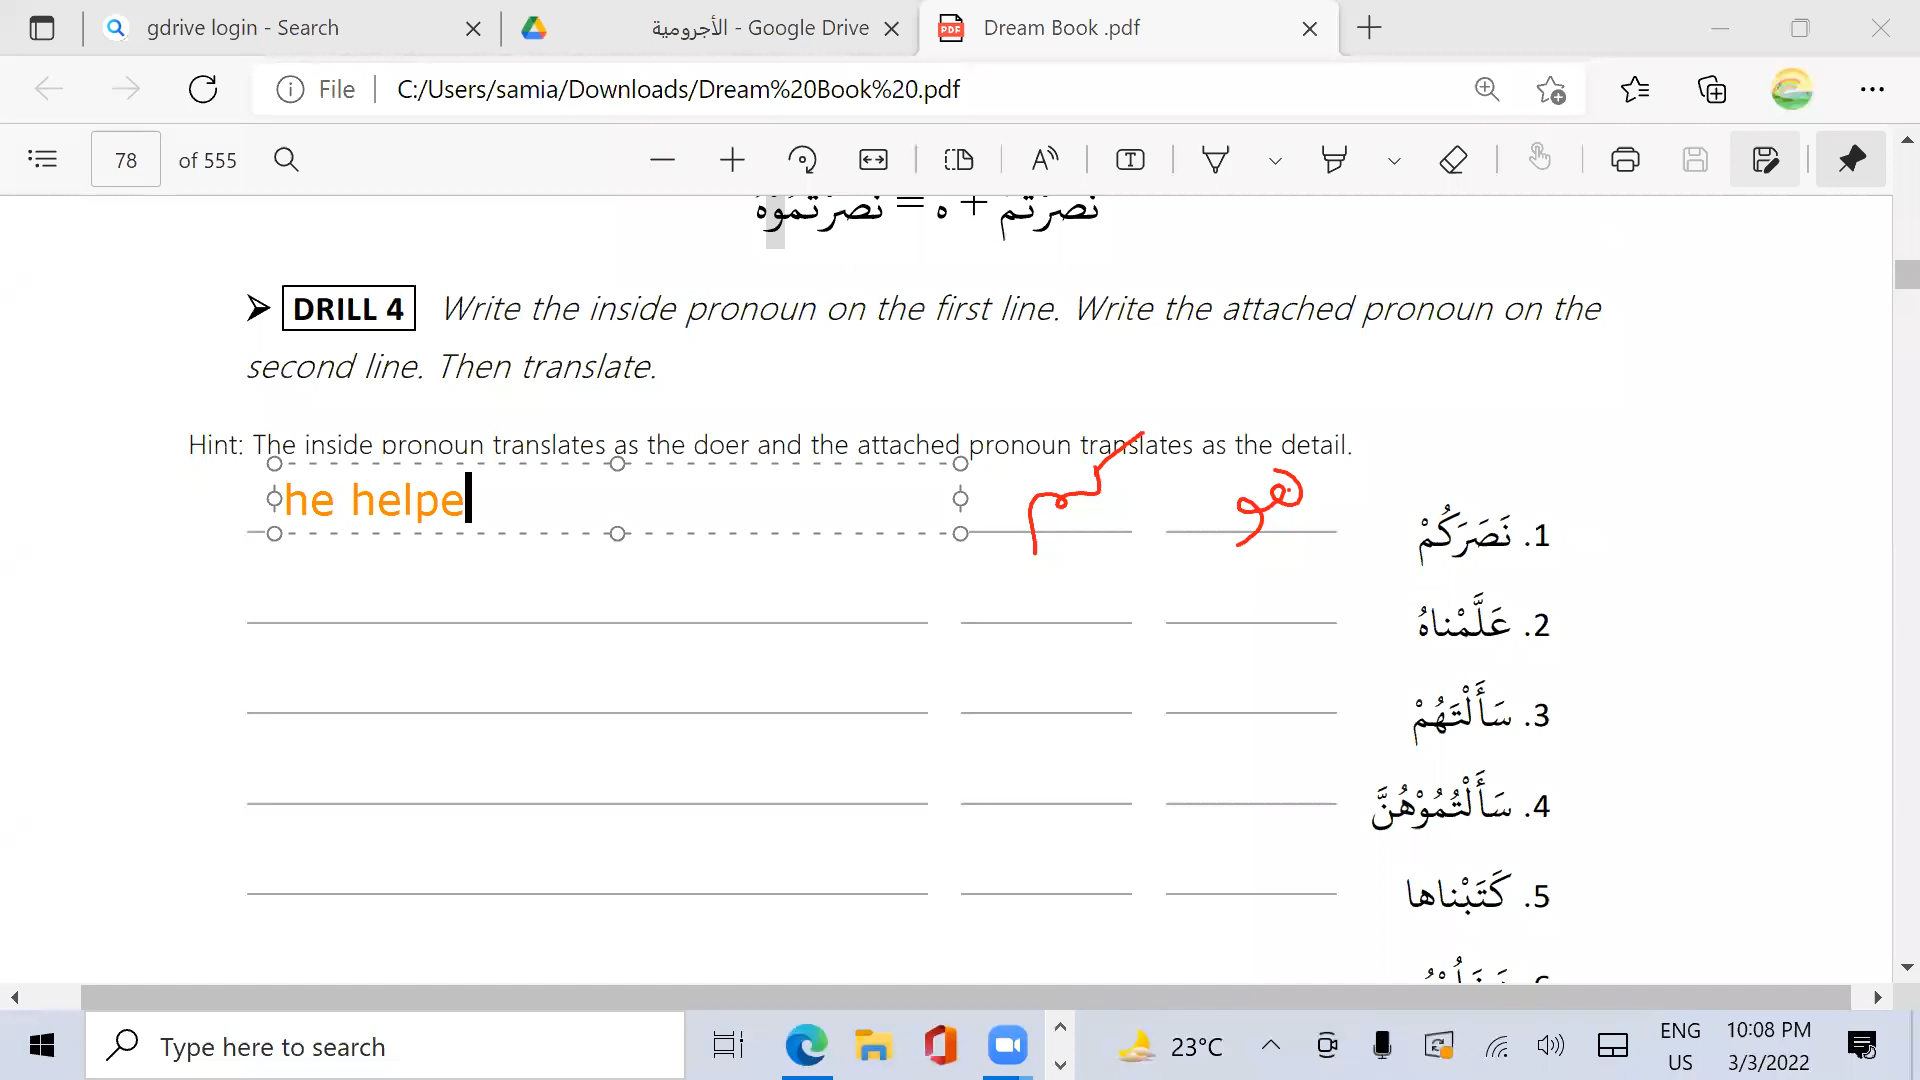 gdrive login - Search
الأجرومية - Google Drive
Dream Book .pdf
File
C:/Users/samia/Downloads/Dream%20Book%20.pdf
78 of 555
نَصَرْتُمْ + ه = نَصَرْتُمُوْهُ
DRILL 4 Write the inside pronoun on the first line. Write the attached pronoun on the
second line. Then translate.
Hint: The inside pronoun translates as the doer and the attached pronoun translates as the detail.
1. نَصَرَكُمْ
هو
كم
he helpe
2. عَلَّمْناهُ
3. سَأَلْتَهُمْ
4. سَأَلْتُمُوْهُنَّ
5. كَتَبْناها
Type here to search
23°C
ENG
US
10:08 PM
3/3/2022